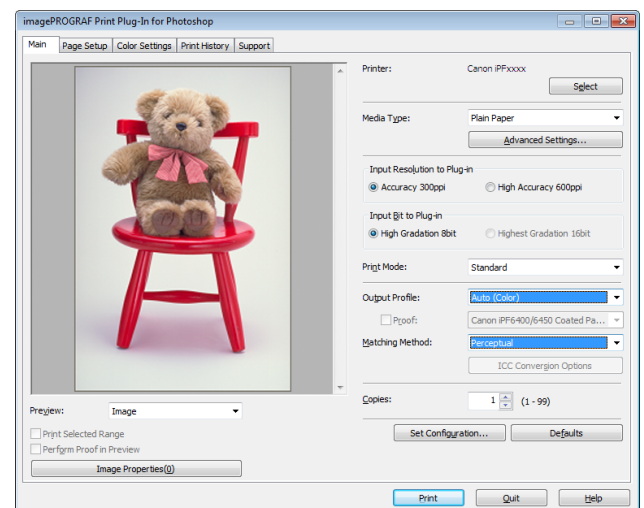 imagePROGRAF Print Plug-In for Photoshop
Main Page Setup Color Settings Print History Support
Printer: Canon iPFxxxx
Select
Media Type: Plain Paper
Advanced Settings...
Input Resolution to Plug-in
Accuracy 300ppi High Accuracy 600ppi
Input Bit to Plug-in
High Gradation 8bit Highest Gradation 16bit
Print Mode: Standard
Output Profile: Auto (Color)
Proof: Canon iPF6400/6450 Coated Pa...
Matching Method: Perceptual
ICC Conversion Options
Copies: 1 (1 - 99)
Preview: Image
Set Configuration... Defaults
Print Selected Range
Perform Proof in Preview
Image Properties(0)
Print Quit Help